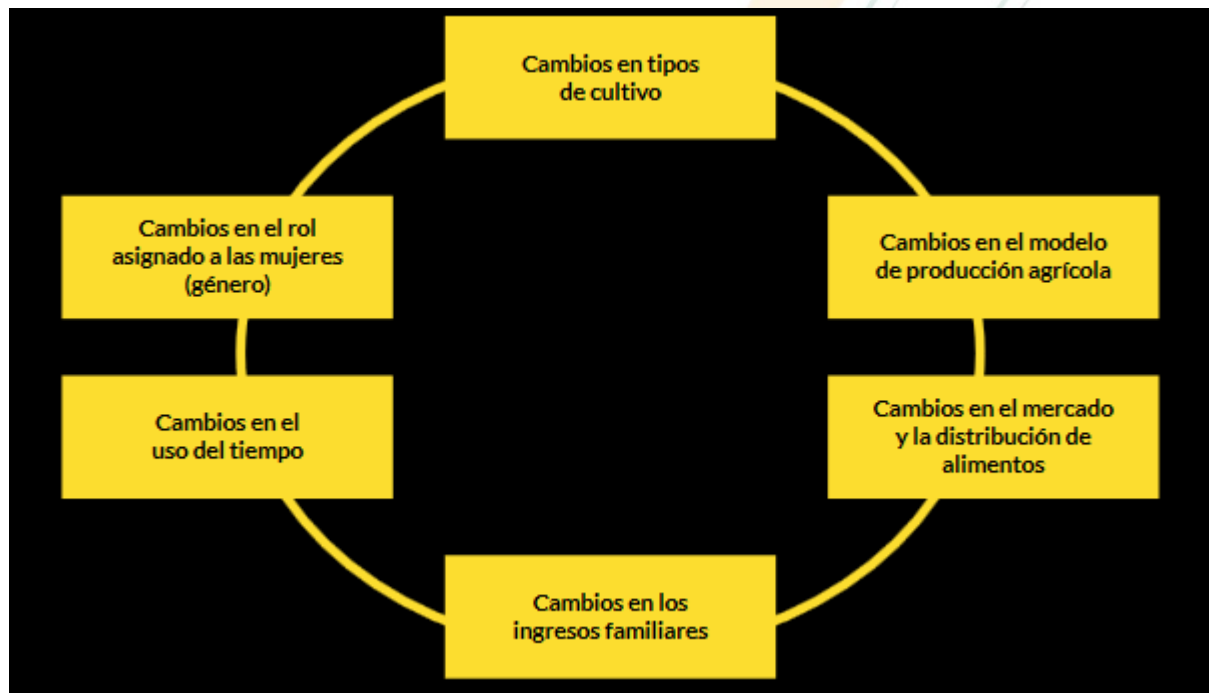 Cambios en tipos
de cultivo
Cambios en el rol
asignado a las mujeres
(género)
Cambios en el modelo
de producción agrícola
Cambios en el
uso del tiempo
Cambios en el mercado
y la distribución de
alimentos
Cambios en los
ingresos familiares